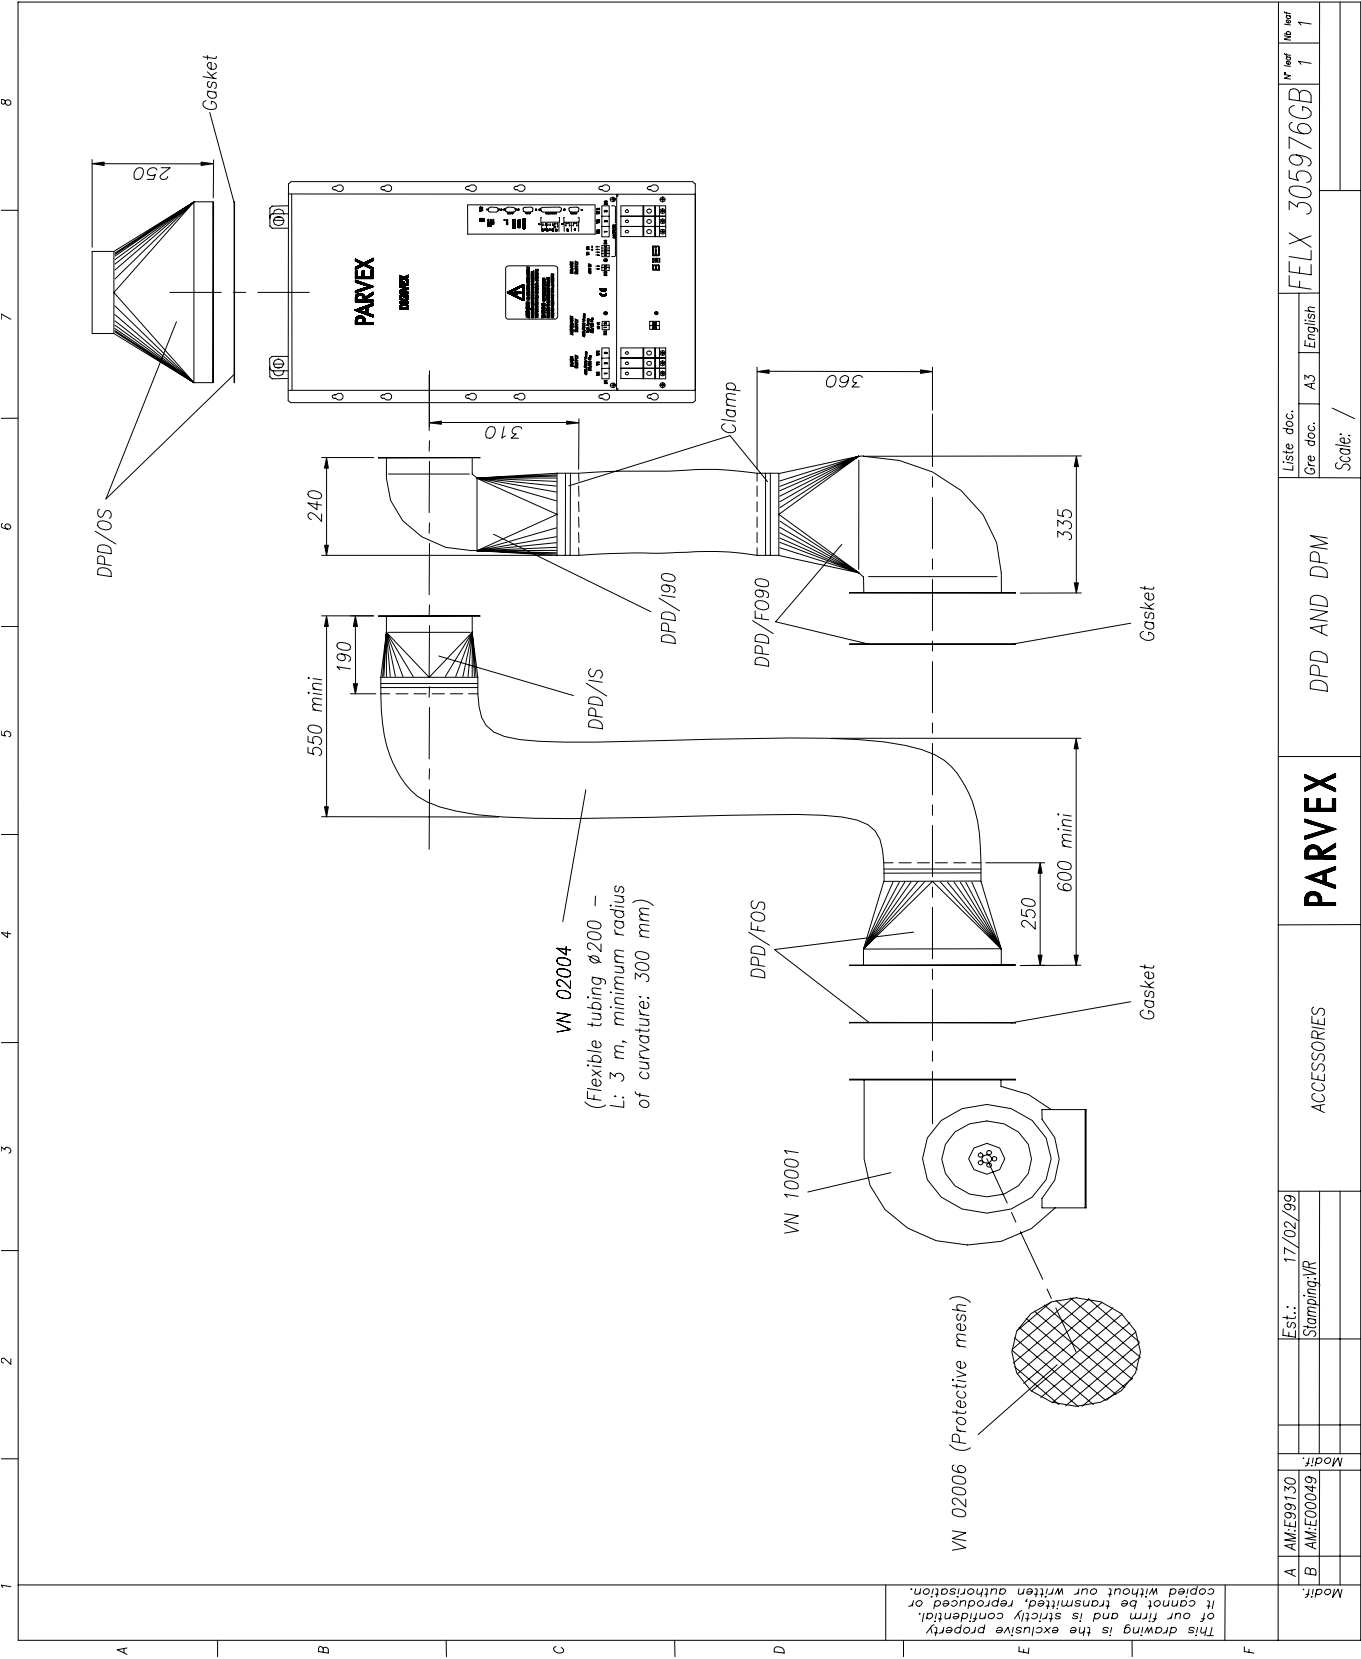 1
2
3
4
5
6
7
8
A
B
C
D
E
F
DPD/OS
Gasket
250
PARVEX
DIGIVEX
240
310
Clamp
360
335
DPD/I90
DPD/FO90
Gasket
550 mini
190
DPD/IS
VN 02004
(Flexible tubing ø200 -
L: 3 m, minimum radius
of curvature: 300 mm)
DPD/FOS
250
600 mini
Gasket
VN 10001
VN 02006 (Protective mesh)
This drawing is the exclusive property
of our firm and is strictly confidential.
It cannot be transmitted, reproduced or
copied without our written authorisation.
A AM:E99130
B AM:E00049
Modif.
Modif.
Est.: 17/02/99
Stamping:VR
ACCESSORIES
PARVEX
DPD AND DPM
Liste doc.
Gre doc. A3 English
Scale: /
FELX 305976GB
N° leaf 1
Nb leaf 1